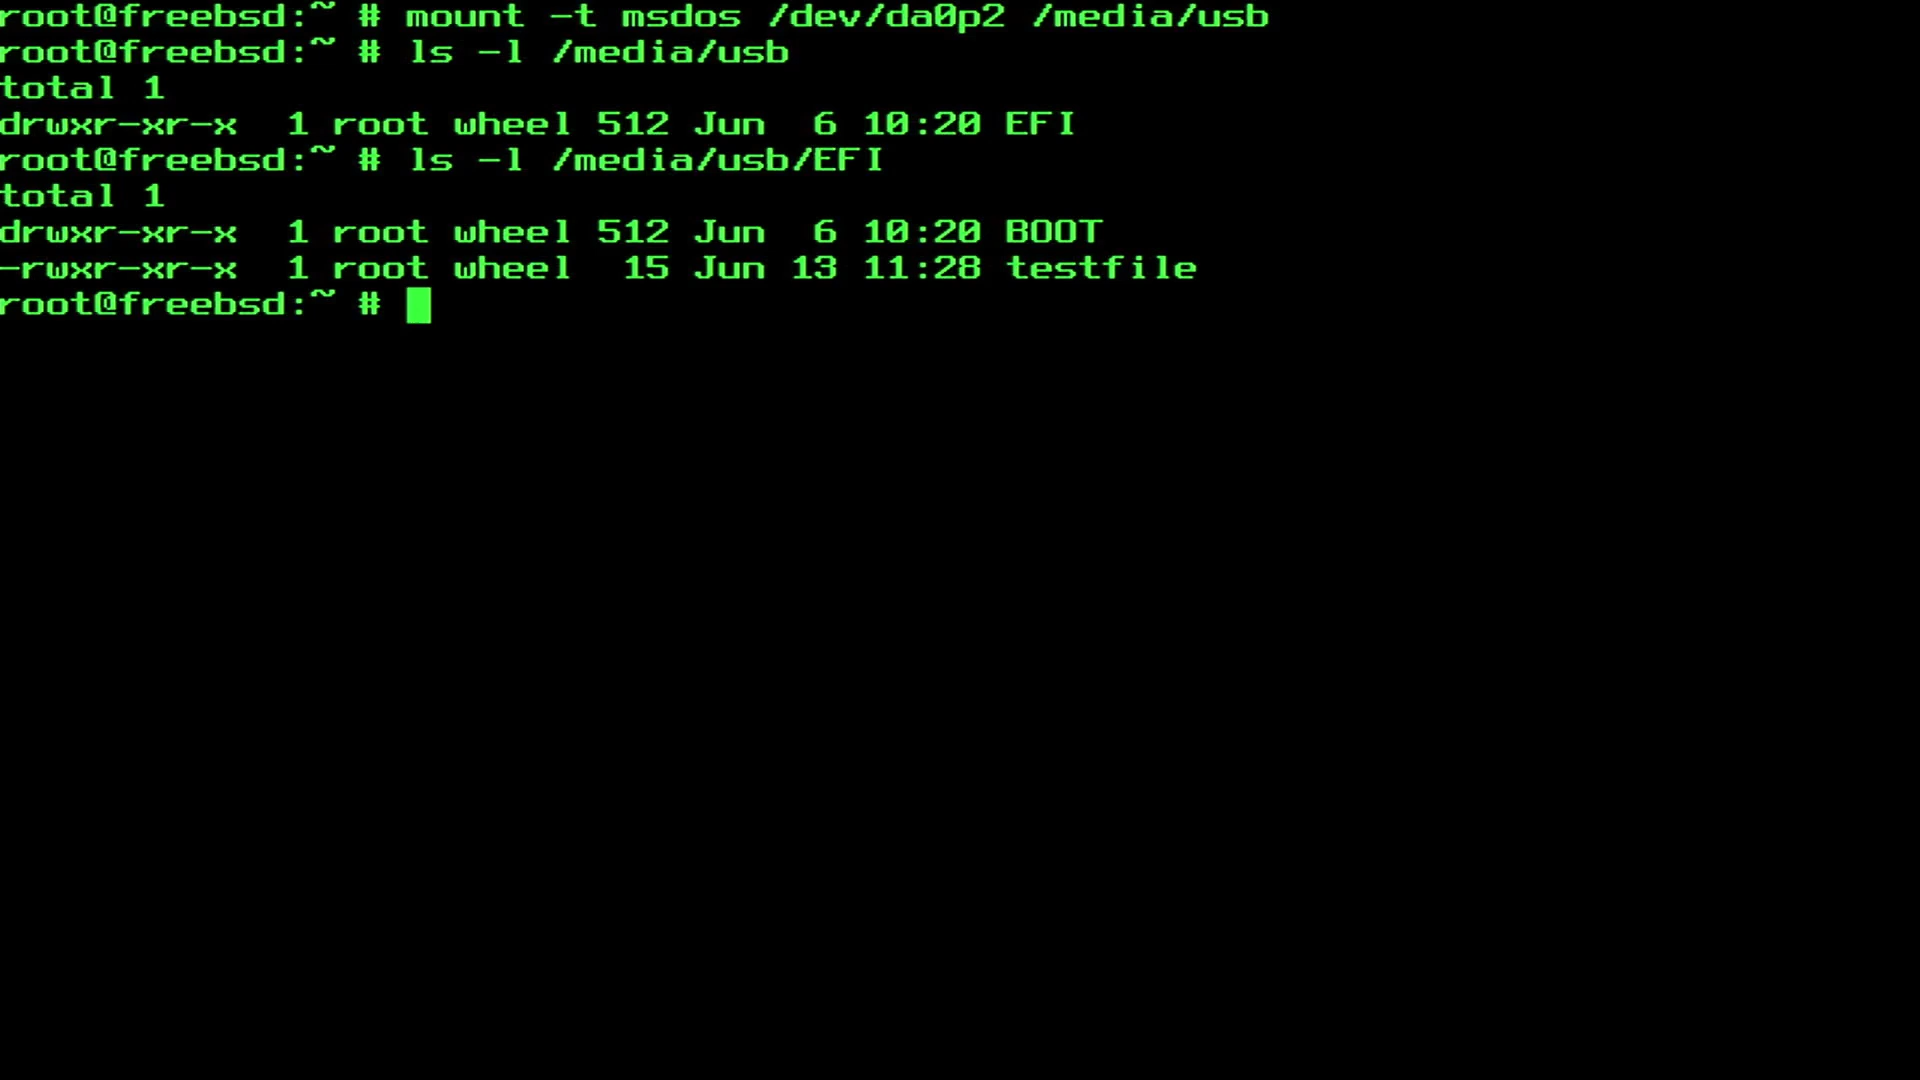 root@freebsd:~ # mount -t msdos /dev/da0p2 /media/usb
root@freebsd:~ # ls -l /media/usb
total 1
drwxr-xr-x  1 root wheel 512 Jun  6 10:20 EFI
root@freebsd:~ # ls -l /media/usb/EFI
total 1
drwxr-xr-x  1 root wheel 512 Jun  6 10:20 BOOT
-rwxr-xr-x  1 root wheel  15 Jun 13 11:28 testfile
root@freebsd:~ #